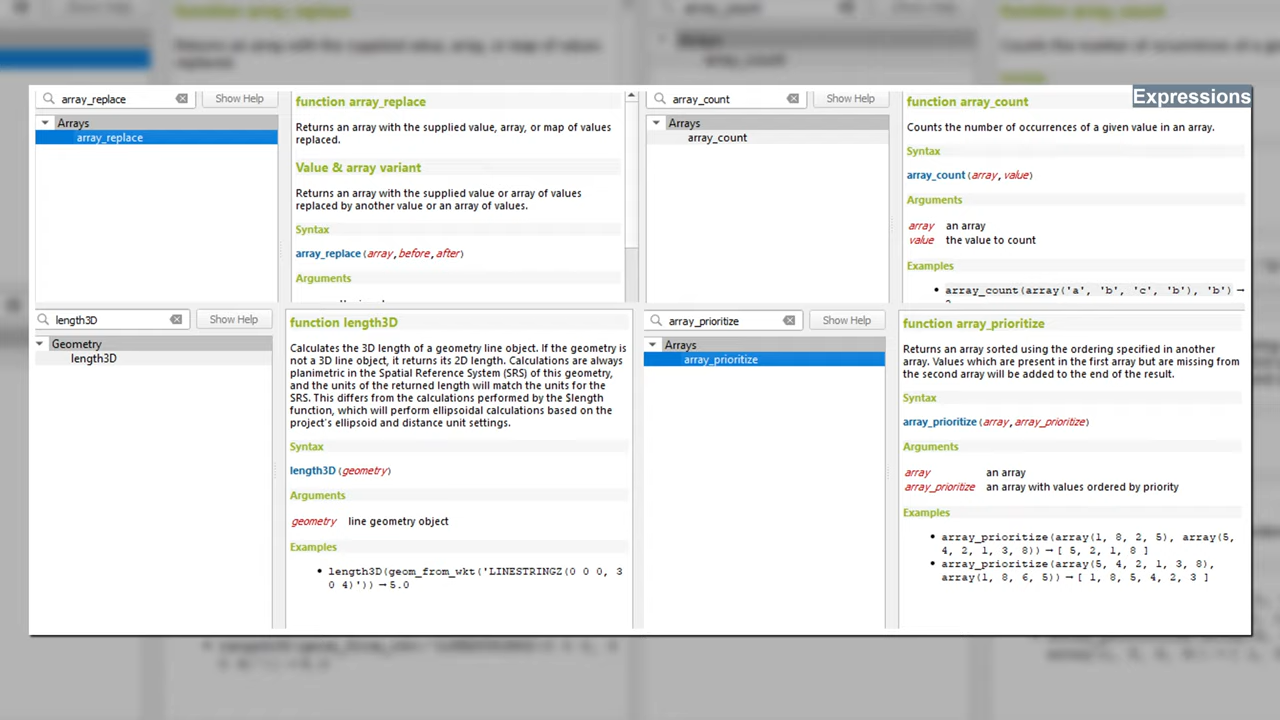 Expressions
array_replace
Show Help
Arrays
array_replace
function array_replace
Returns an array with the supplied value, array, or map of values
replaced.
Value & array variant
Returns an array with the supplied value or array of values
replaced by another value or an array of values.
Syntax
array_replace(array,before,after)
Arguments
array_count
Show Help
Arrays
array_count
function array_count
Counts the number of occurrences of a given value in an array.
Syntax
array_count(array,value)
Arguments
array an array
value the value to count
Examples
• array_count(array('a', 'b', 'c', 'b'), 'b') →
length3D
Show Help
Geometry
length3D
function length3D
Calculates the 3D length of a geometry line object. If the geometry is
not a 3D line object, it returns its 2D length. Calculations are always
planimetric in the Spatial Reference System (SRS) of this geometry,
and the units of the returned length will match the units for the
SRS. This differs from the calculations performed by the $length
function, which will perform ellipsoidal calculations based on the
project's ellipsoid and distance unit settings.
Syntax
length3D(geometry)
Arguments
geometry line geometry object
Examples
• length3D(geom_from_wkt('LINESTRINGZ(0 0 0, 3
0 4)')) → 5.0
array_prioritize
Show Help
Arrays
array_prioritize
function array_prioritize
Returns an array sorted using the ordering specified in another
array. Values which are present in the first array but are missing from
the second array will be added to the end of the result.
Syntax
array_prioritize(array,array_prioritize)
Arguments
array an array
array_prioritize an array with values ordered by priority
Examples
• array_prioritize(array(1, 8, 2, 5), array(5,
4, 2, 1, 3, 8)) → [ 5, 2, 1, 8 ]
• array_prioritize(array(5, 4, 2, 1, 3, 8),
array(1, 8, 6, 5)) → [ 1, 8, 5, 4, 2, 3 ]